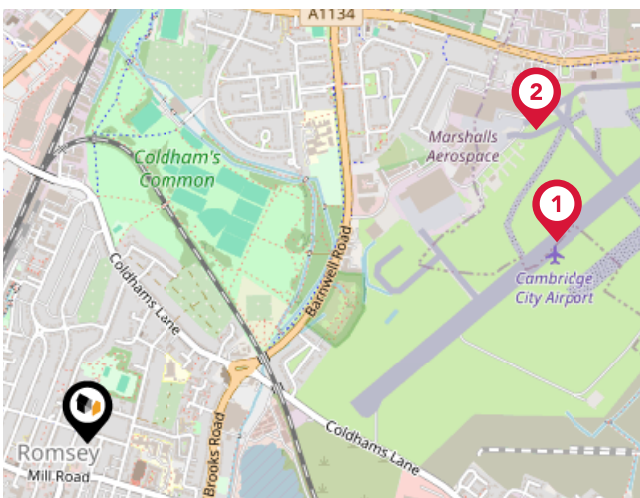 A1134
2
Marshalls
Aerospace
Coldham's
Common
1
Barnwell Road
Cambridge
City Airport
Coldhams Lane
Brooks Road
Coldhams Lane
Romsey
Mill Road